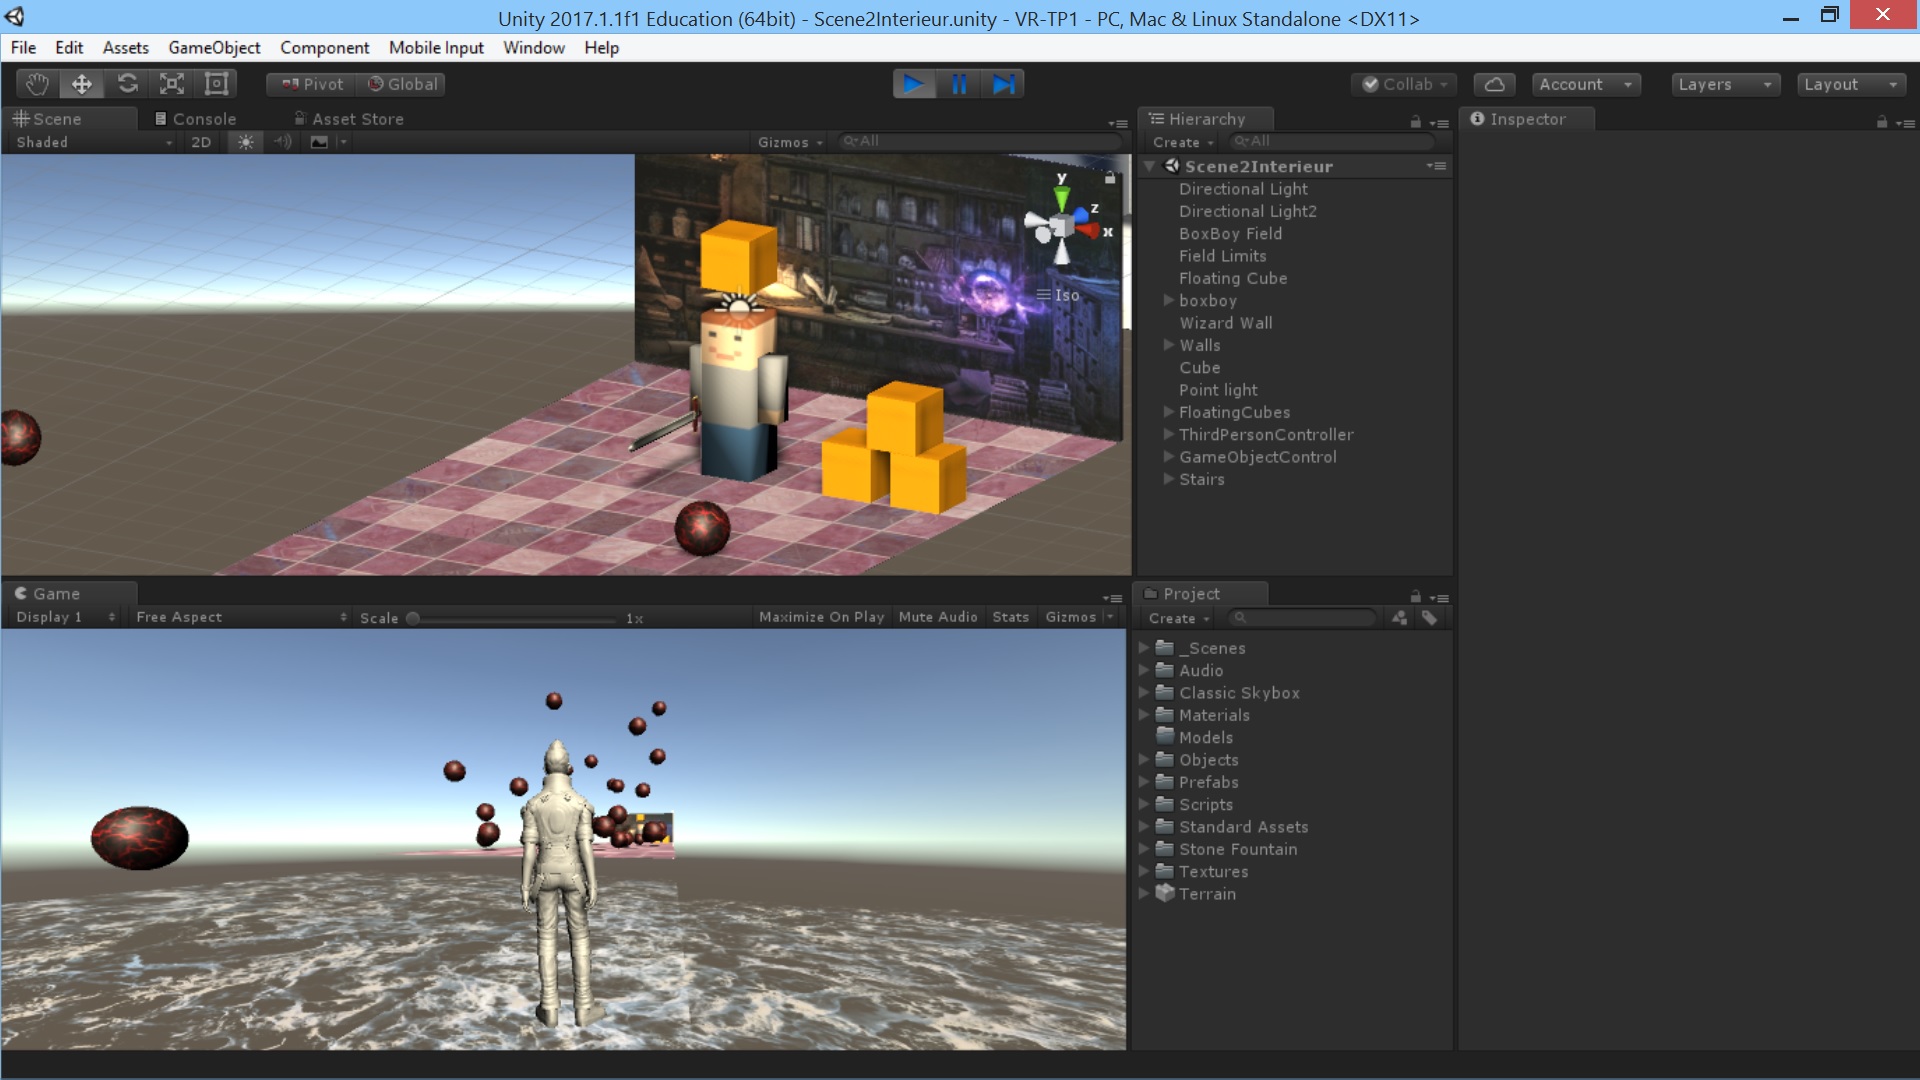 Unity 2017.1.1f1 Education (64bit) - Scene2Interieur.unity - VR-TP1 - PC, Mac & Linux Standalone <DX11>
File Edit Assets GameObject Component Mobile Input Window Help
Pivot Global Collab Account Layers Layout
Scene Console Asset Store
Shaded 2D Gizmos All
y
z
x
Iso
Hierarchy
Create All
Scene2Interieur
Directional Light
Directional Light2
BoxBoy Field
Field Limits
Floating Cube
boxboy
Wizard Wall
Walls
Cube
Point light
FloatingCubes
ThirdPersonController
GameObjectControl
Stairs
Inspector
Game
Display 1 Free Aspect Scale 1x Maximize On Play Mute Audio Stats Gizmos
Project
Create
_Scenes
Audio
Classic Skybox
Materials
Models
Objects
Prefabs
Scripts
Standard Assets
Stone Fountain
Textures
Terrain